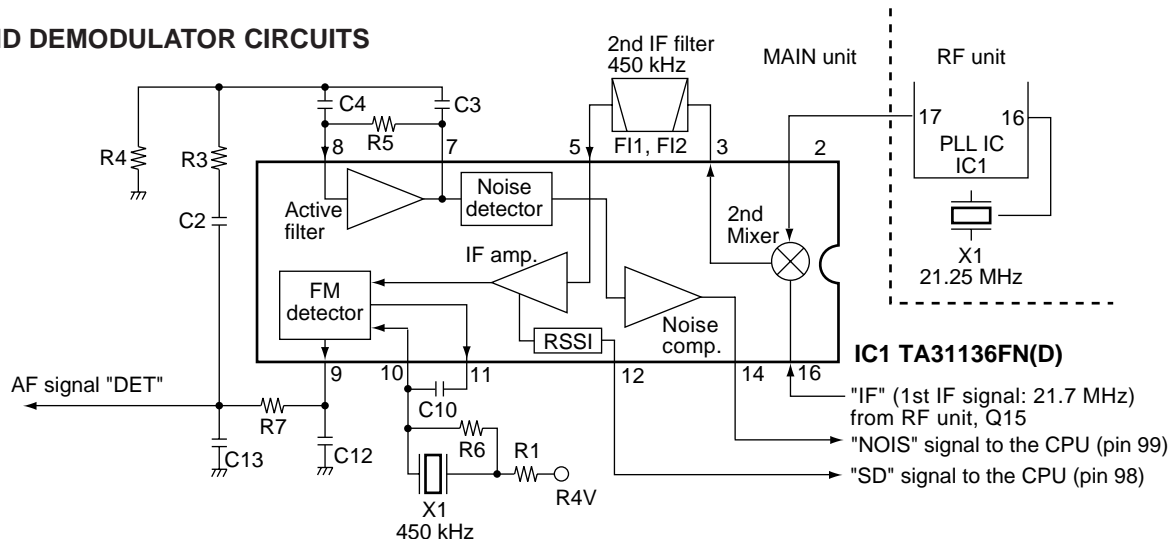 ND DEMODULATOR CIRCUITS
2nd IF filter
450 kHz
MAIN unit
RF unit
C4
C3
R5
R4
R3
8
7
5
FI1, FI2
3
2
17
16
PLL IC
IC1
C2
Active
filter
Noise
detector
2nd
Mixer
X1
21.25 MHz
IF amp.
FM
detector
RSSI
Noise
comp.
IC1 TA31136FN(D)
9
10
11
12
14
16
AF signal "DET"
R7
C10
"IF" (1st IF signal: 21.7 MHz)
from RF unit, Q15
C13
C12
R6
R1
"NOIS" signal to the CPU (pin 99)
R4V
"SD" signal to the CPU (pin 98)
X1
450 kHz